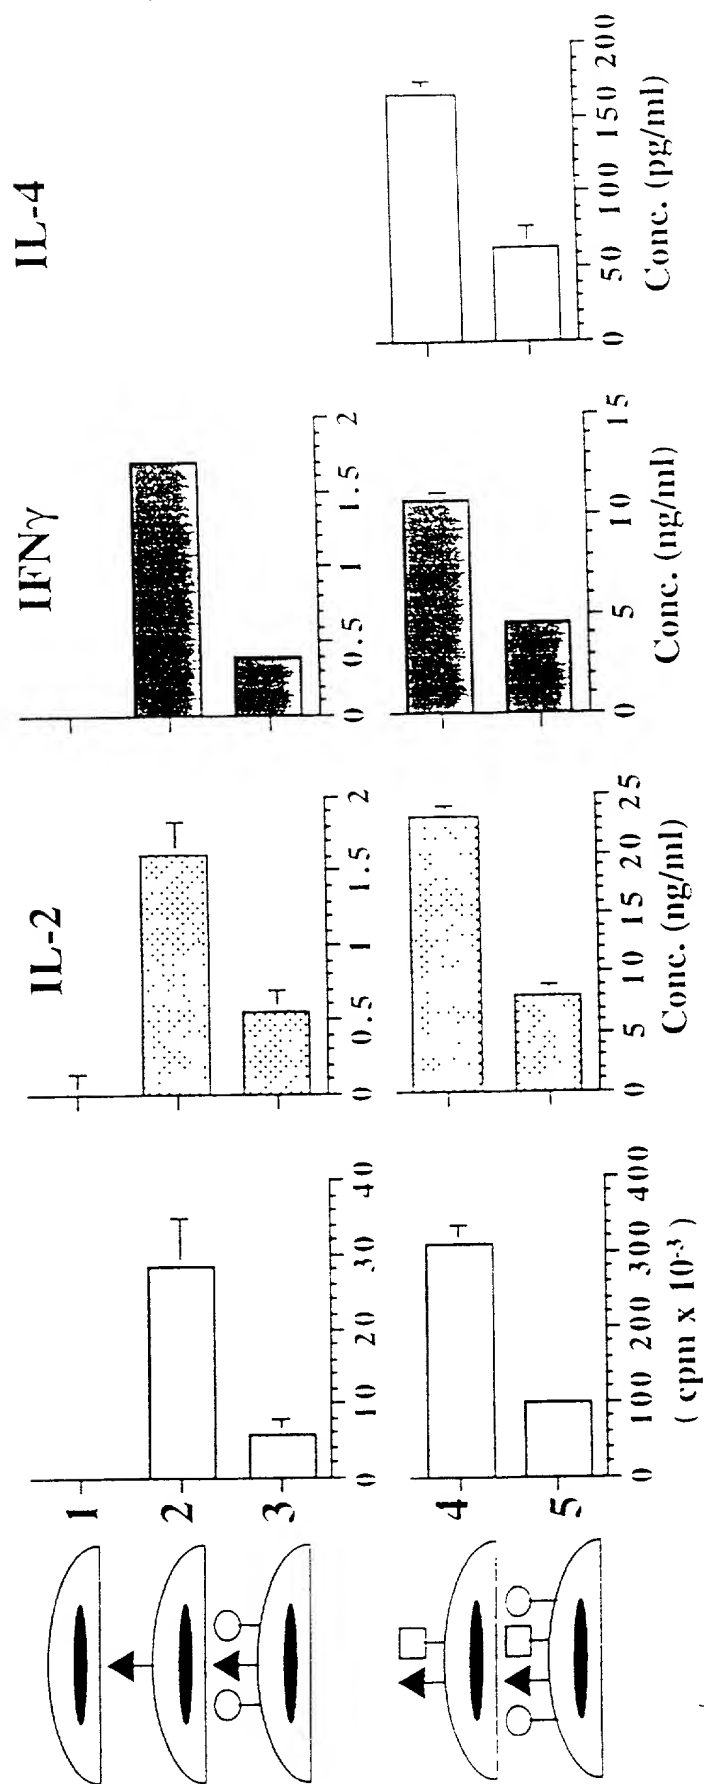 IL-2
IFNγ
IL-4
1
2
3
0 10 20 30 40
0 0.5 1 1.5 2
0 0.5 1 1.5 2
4
5
0 100 200 300 400
( cpm x 10-3 )
0 5 10 15 20 25
Conc. (ng/ml)
0 5 10 15
Conc. (ng/ml)
0 50 100 150 200
Conc. (pg/ml)